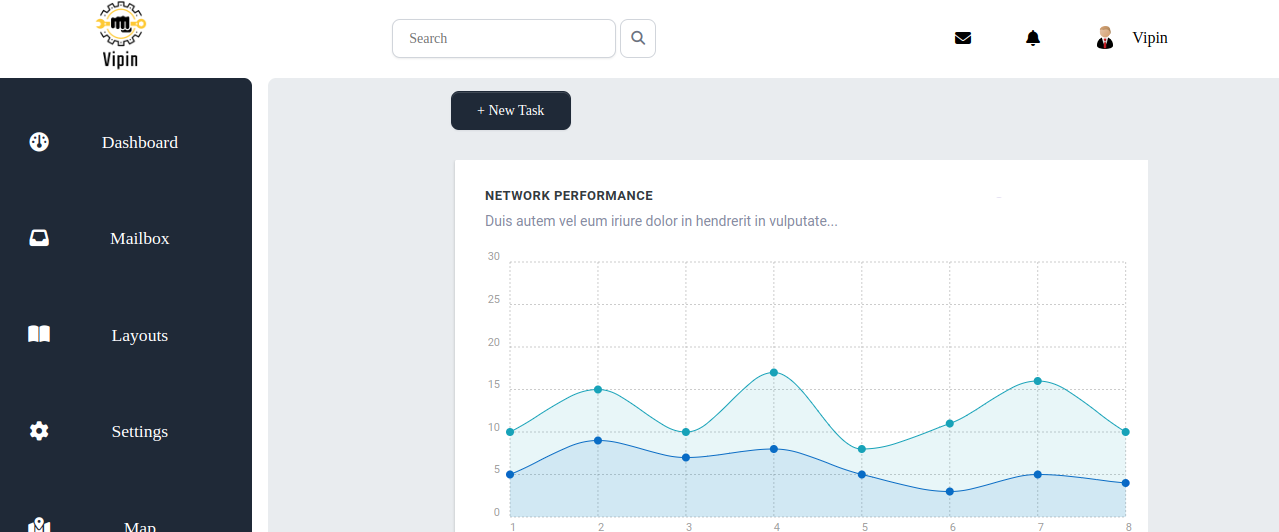 Vipin
Search
Vipin
Dashboard
Mailbox
Layouts
Settings
Map
+ New Task
NETWORK PERFORMANCE
Duis autem vel eum iriure dolor in hendrerit in vulputate...
30
25
20
15
10
5
0
1 2 3 4 5 6 7 8